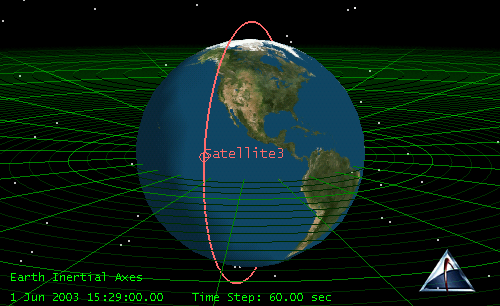 Satellite3
Earth Inertial Axes
1 Jun 2003 15:29:00.00    Time Step: 60.00 sec